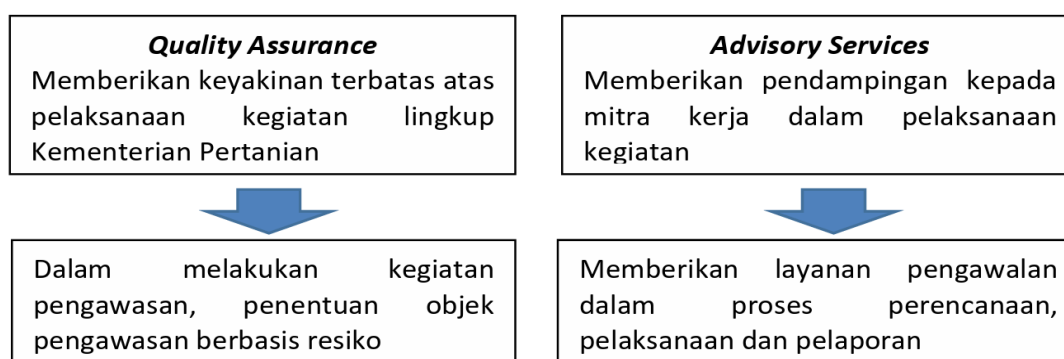 Quality Assurance
Memberikan keyakinan terbatas atas
pelaksanaan kegiatan lingkup
Kementerian Pertanian
Dalam melakukan kegiatan
pengawasan, penentuan objek
pengawasan berbasis resiko
Advisory Services
Memberikan pendampingan kepada
mitra kerja dalam pelaksanaan
kegiatan
Memberikan layanan pengawalan
dalam proses perencanaan,
pelaksanaan dan pelaporan